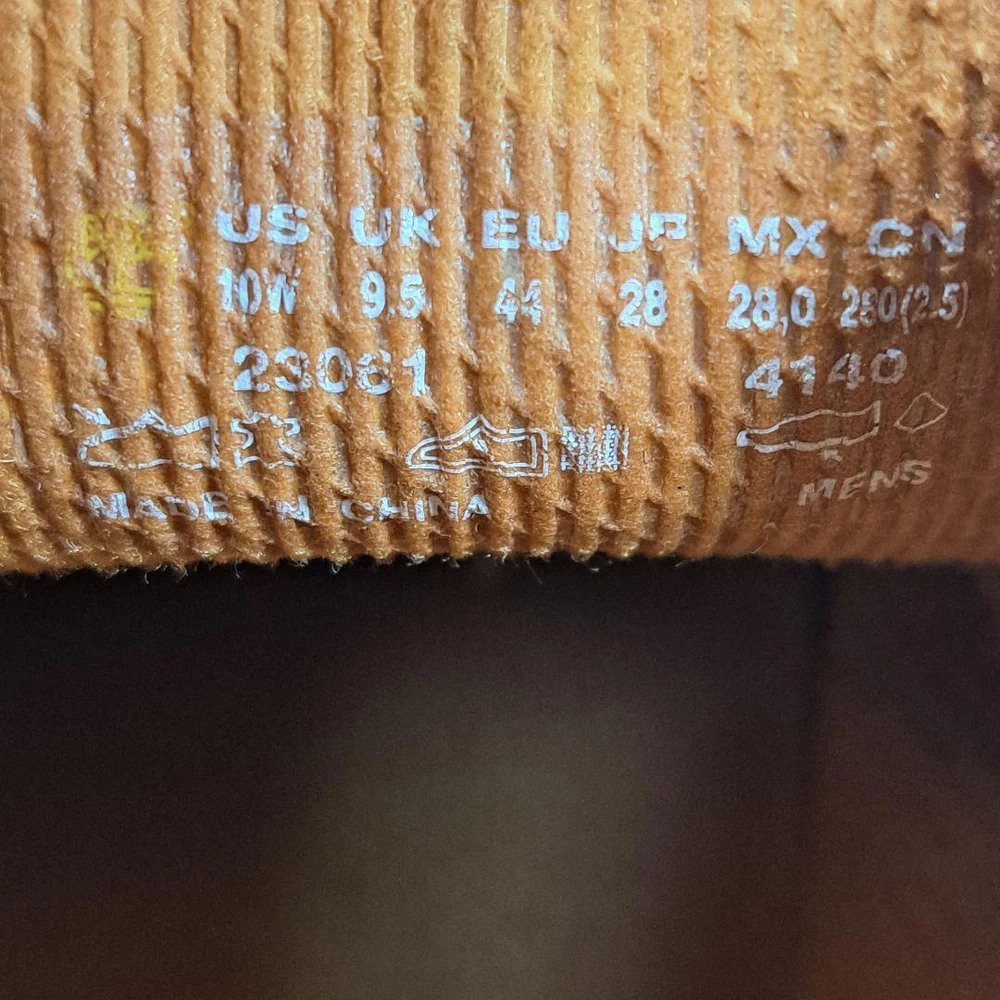 US UK EU JP MX CN
10W 9.5 44 28 28,0 280(2.5)
23061 4140
MADE IN CHINA MENS